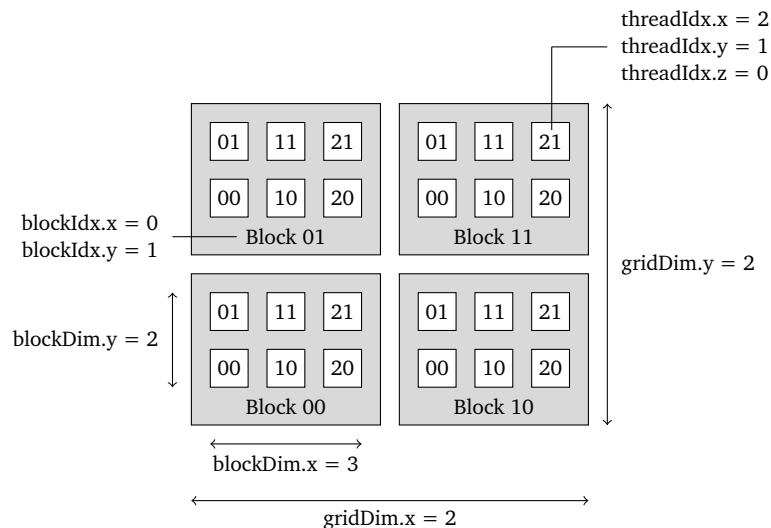 threadIdx.x = 2
threadIdx.y = 1
threadIdx.z = 0
01 11 21 01 11 21
00 10 20 00 10 20
blockIdx.x = 0
blockIdx.y = 1
Block 01 Block 11
gridDim.y = 2
01 11 21 01 11 21
blockDim.y = 2
00 10 20 00 10 20
Block 00 Block 10
blockDim.x = 3
gridDim.x = 2